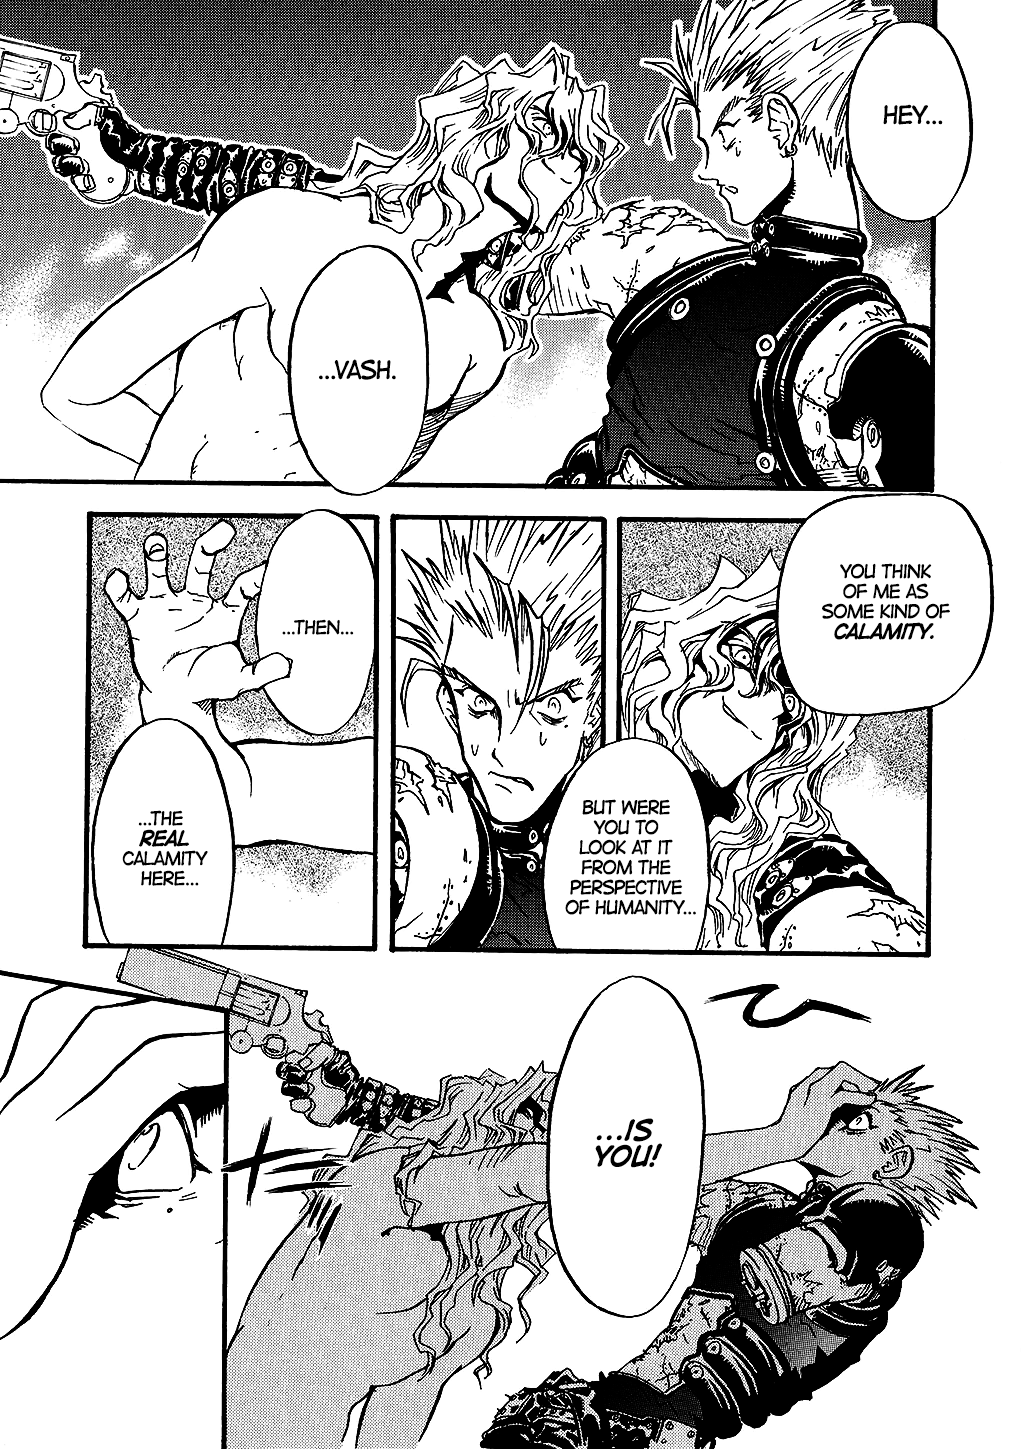 HEY...
...VASH.
YOU THINK
OF ME AS
SOME KIND OF
CALAMITY.
BUT WERE
YOU TO
LOOK AT IT
FROM THE
PERSPECTIVE
OF HUMANITY...
...THEN...
...THE
REAL
CALAMITY
HERE...
...IS
YOU!